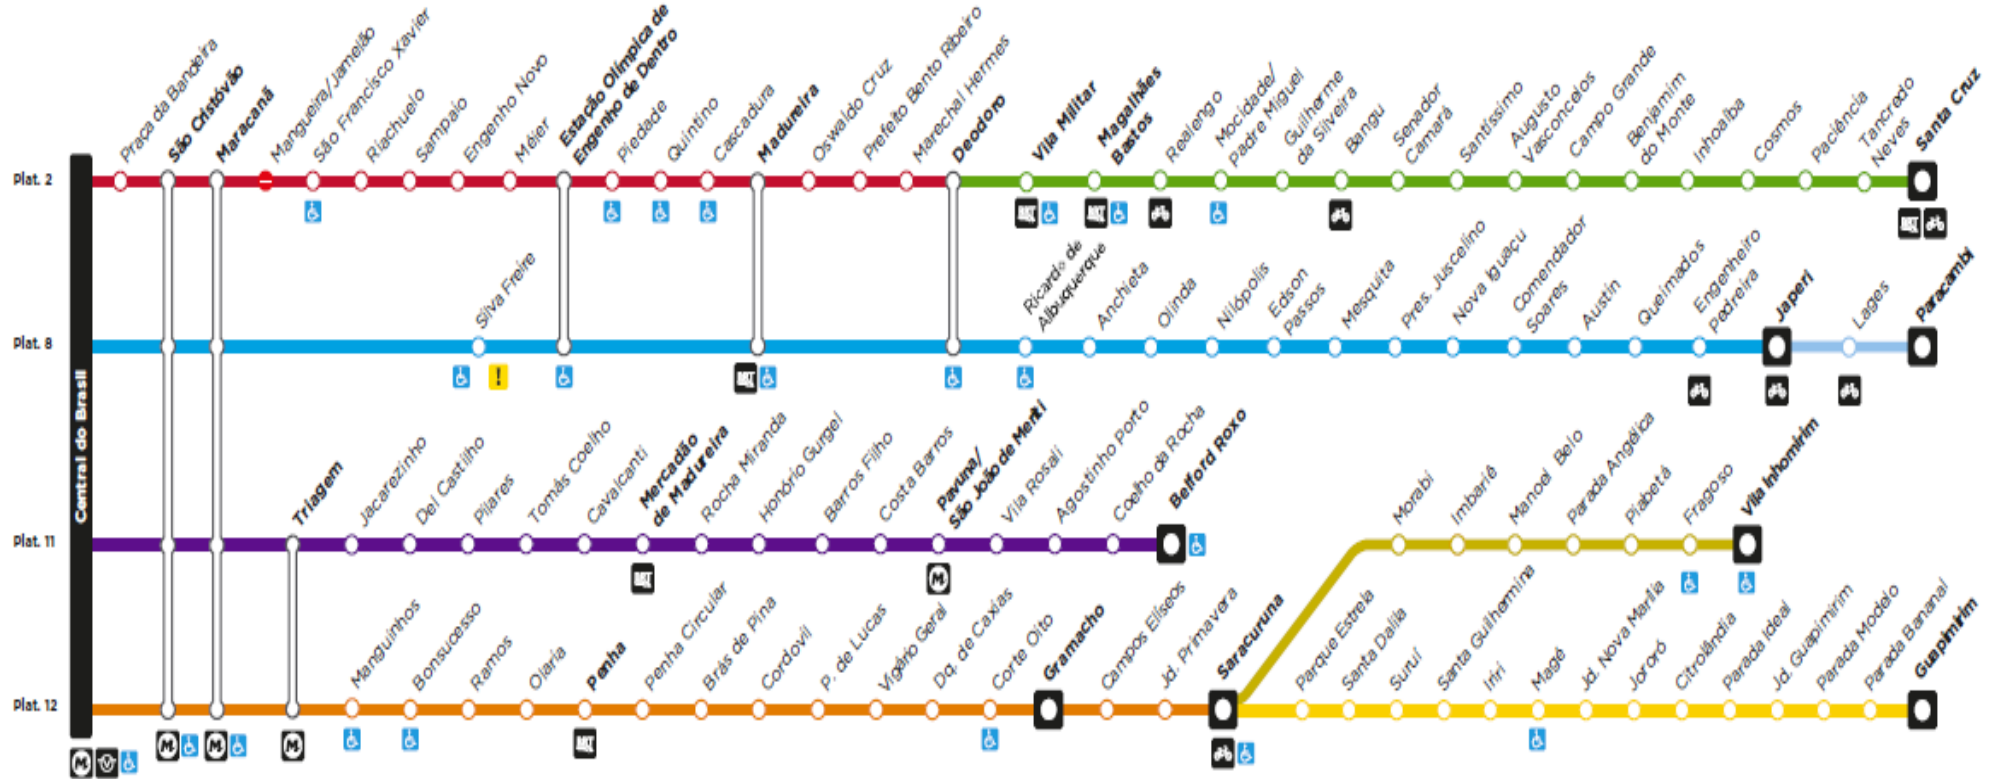 Praça da Bandeira
São Cristóvão
Maracanã
Mangueira/Jamelão
São Francisco Xavier
Riachuelo
Sampaio
Engenho Novo
Méier
Estação Olímpica de
Engenho de Dentro
Piedade
Quintino
Cascadura
Madureira
Oswaldo Cruz
Prefeito Bento Ribeiro
Marechal Hermes
Deodoro
Vila Militar
Magalhães
Bastos
Realengo
Mocidade/
Padre Miguel
Guilherme
da Silveira
Bangu
Senador
Camará
Santíssimo
Augusto
Vasconcelos
Campo Grande
Benjamim
do Monte
Inhoaíba
Cosmos
Paciência
Tancredo
Neves
Santa Cruz
Plat. 2
Silva Freire
Ricardo de
Albuquerque
Anchieta
Olinda
Nilópolis
Edson
Passos
Mesquita
Pres. Juscelino
Nova Iguaçu
Comendador
Soares
Austin
Queimados
Engenheiro
Pedreira
Japeri
Lages
Paracambi
Plat. 8
Central do Brasil
Triagem
Jacarezinho
Del Castilho
Pilares
Tomás Coelho
Cavalcanti
Mercadão
de Madureira
Rocha Miranda
Honório Gurgel
Barros Filho
Costa Barros
Pavuna/
São João de Meriti
Vila Rosali
Agostinho Porto
Coelho da Rocha
Belford Roxo
Morabi
Imbariê
Manoel Belo
Parada Angélica
Piabetá
Fragoso
Vila Inhomirim
Plat. 11
Manguinhos
Bonsucesso
Ramos
Olaria
Penha
Penha Circular
Brás de Pina
Cordovil
P. de Lucas
Vigário Geral
Dq. de Caxias
Corte Oito
Gramacho
Campos Elíseos
Jd. Primavera
Saracuruna
Parque Estrela
Santa Dalila
Suruí
Santa Guilhermina
Iriri
Magé
Jd. Nova Marília
Jororó
Citrolândia
Parada Ideal
Jd. Guapimirim
Parada Modelo
Parada Bananal
Guapimirim
Plat. 12